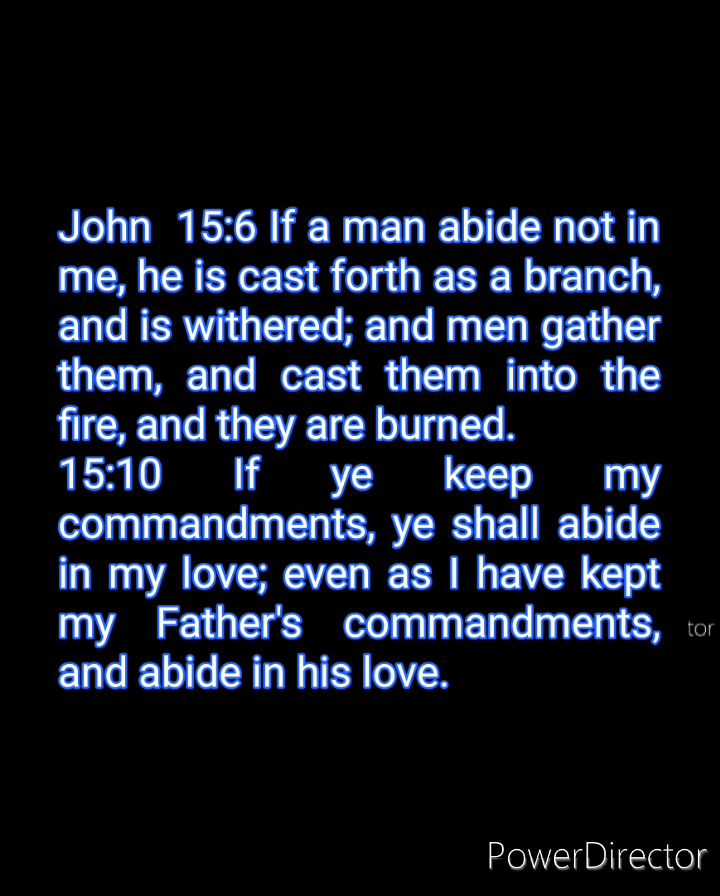 John 15:6 If a man abide not in
me, he is cast forth as a branch,
and is withered; and men gather
them, and cast them into the
fire, and they are burned.
15:10 If ye keep my
commandments, ye shall abide
in my love; even as I have kept
my Father's commandments,
and abide in his love.
tor
PowerDirector